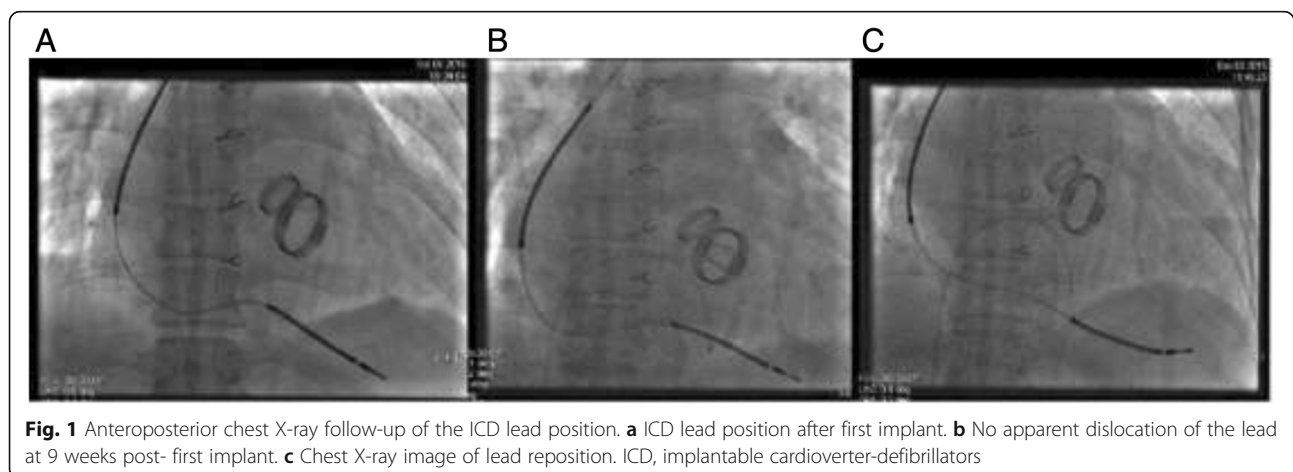 A
B
C
Fig. 1 Anteroposterior chest X-ray follow-up of the ICD lead position. a ICD lead position after first implant. b No apparent dislocation of the lead
at 9 weeks post- first implant. c Chest X-ray image of lead reposition. ICD, implantable cardioverter-defibrillators